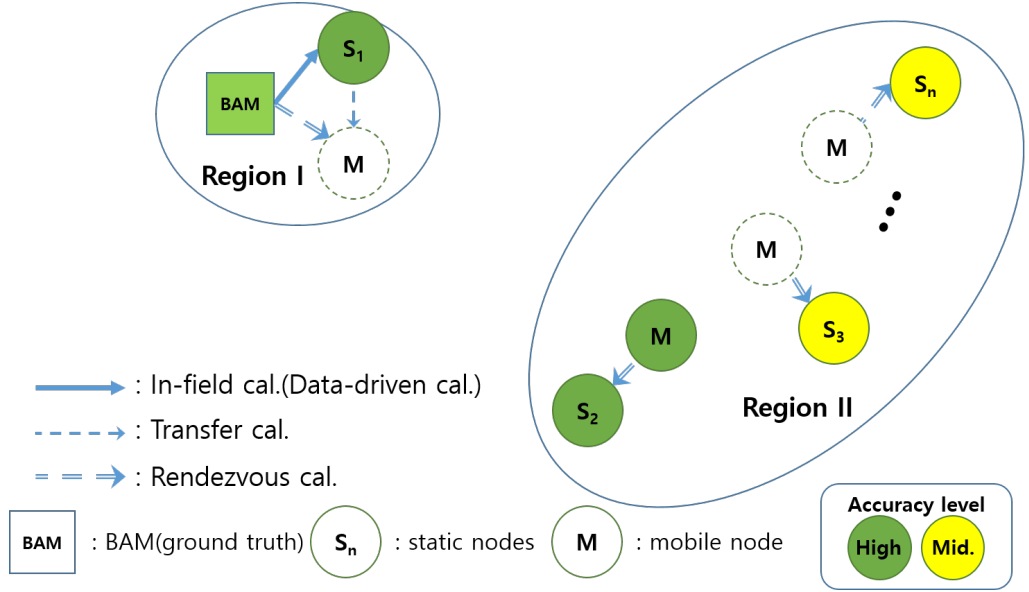 S1
BAM
M
Region I
Sn
M
M
S3
M
S2
Region II
: In-field cal.(Data-driven cal.)
: Transfer cal.
: Rendezvous cal.
BAM : BAM(ground truth) Sn : static nodes M : mobile node
Accuracy level
High Mid.